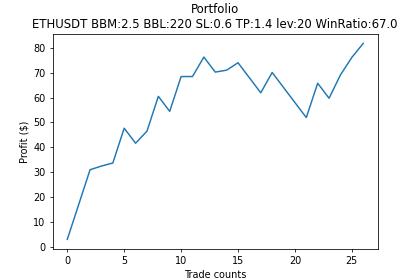 Portfolio
ETHUSDT BBM:2.5 BBL:220 SL:0.6 TP:1.4 lev:20 WinRatio:67.0
80
70
60
50
40
30
20
10
0
Profit ($)
0 5 10 15 20 25
Trade counts